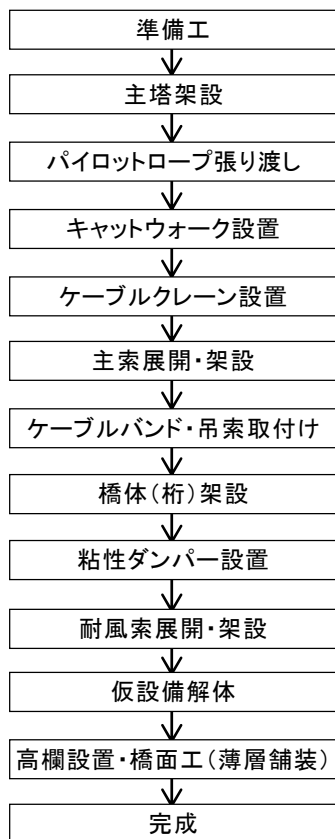 準備工
主塔架設
パイロットロープ張り渡し
キャットウォーク設置
ケーブルクレーン設置
主索展開・架設
ケーブルバンド・吊索取付け
橋体(桁)架設
粘性ダンパー設置
耐風索展開・架設
仮設備解体
高欄設置・橋面工(薄層舗装)
完成